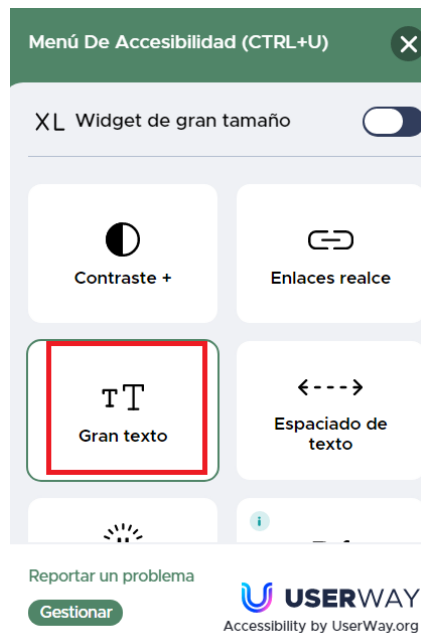 Menú De Accesibilidad (CTRL+U)
XL Widget de gran tamaño
Contraste +
Enlaces realce
Gran texto
Espaciado de
texto
Reportar un problema
Gestionar
USERWAY
Accessibility by UserWay.org